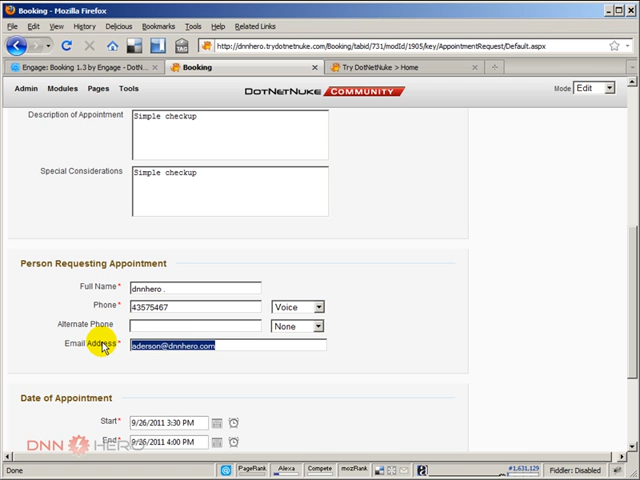 Booking - Mozilla Firefox
File Edit View History Delicious Bookmarks Tools Help Related Links
http://dnnhero.trydotnetnuke.com/Booking/tabid/731/modId/1905/key/AppointmentRequest/Default.aspx
Engage: Booking 1.3 by Engage - DotN... Booking Try DotNetNuke > Home
Admin Modules Pages Tools DOTNETNUKE COMMUNITY Mode Edit
Description of Appointment Simple checkup
Special Considerations Simple checkup
Person Requesting Appointment
Full Name* dnnhero .
Phone* 43575467 Voice
Alternate Phone None
Email Address* aderson@dnnhero.com
Date of Appointment
Start* 9/26/2011 3:30 PM
End* 9/26/2011 4:00 PM
DNN HERO
Done PageRank Alexa Compete mozRank #1,631,129 Fiddler: Disabled